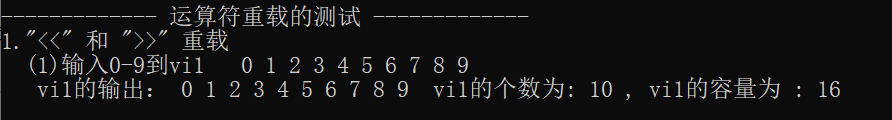 ------------- 运算符重载的测试 -------------
1."<<" 和 ">>" 重载
(1)输入0-9到vi1   0 1 2 3 4 5 6 7 8 9
vi1的输出： 0 1 2 3 4 5 6 7 8 9  vi1的个数为: 10 , vi1的容量为 : 16